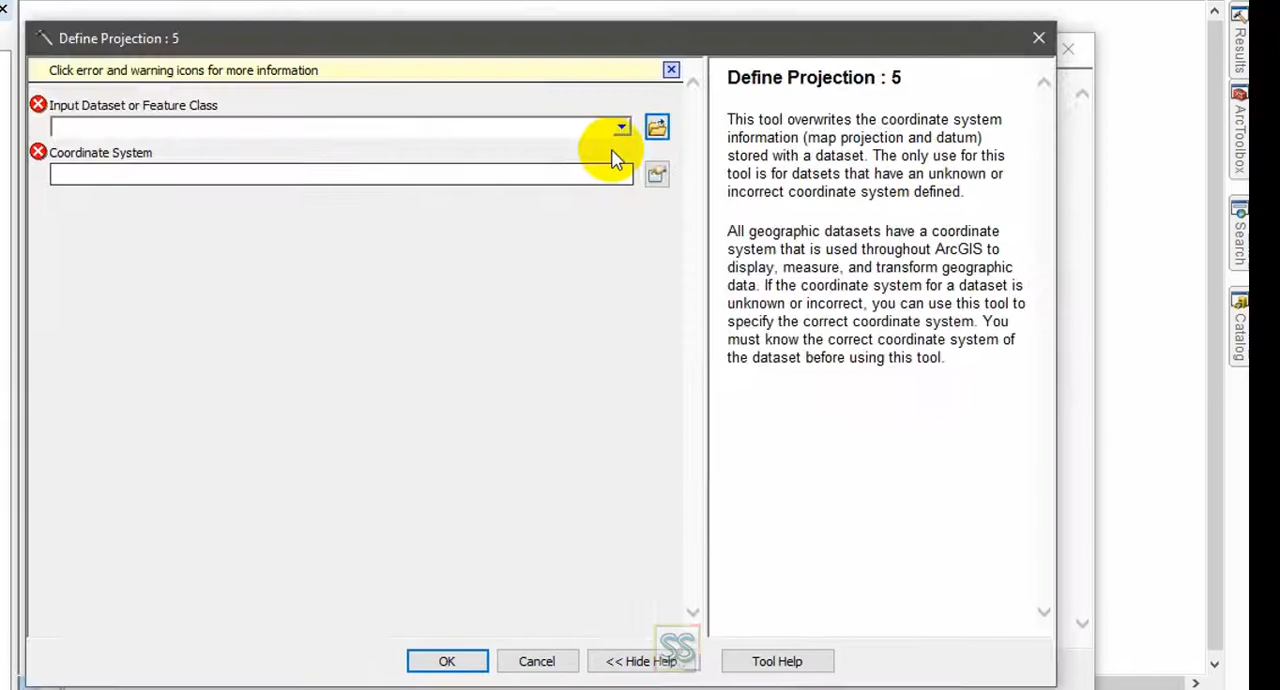 Define Projection : 5
Click error and warning icons for more information
Input Dataset or Feature Class
Coordinate System
Define Projection : 5
This tool overwrites the coordinate system
information (map projection and datum)
stored with a dataset. The only use for this
tool is for datsets that have an unknown or
incorrect coordinate system defined.
All geographic datasets have a coordinate
system that is used throughout ArcGIS to
display, measure, and transform geographic
data. If the coordinate system for a dataset is
unknown or incorrect, you can use this tool to
specify the correct coordinate system. You
must know the correct coordinate system of
the dataset before using this tool.
OK
Cancel
<< Hide Help
Tool Help
SS
Results
ArcToolbox
Search
Catalog